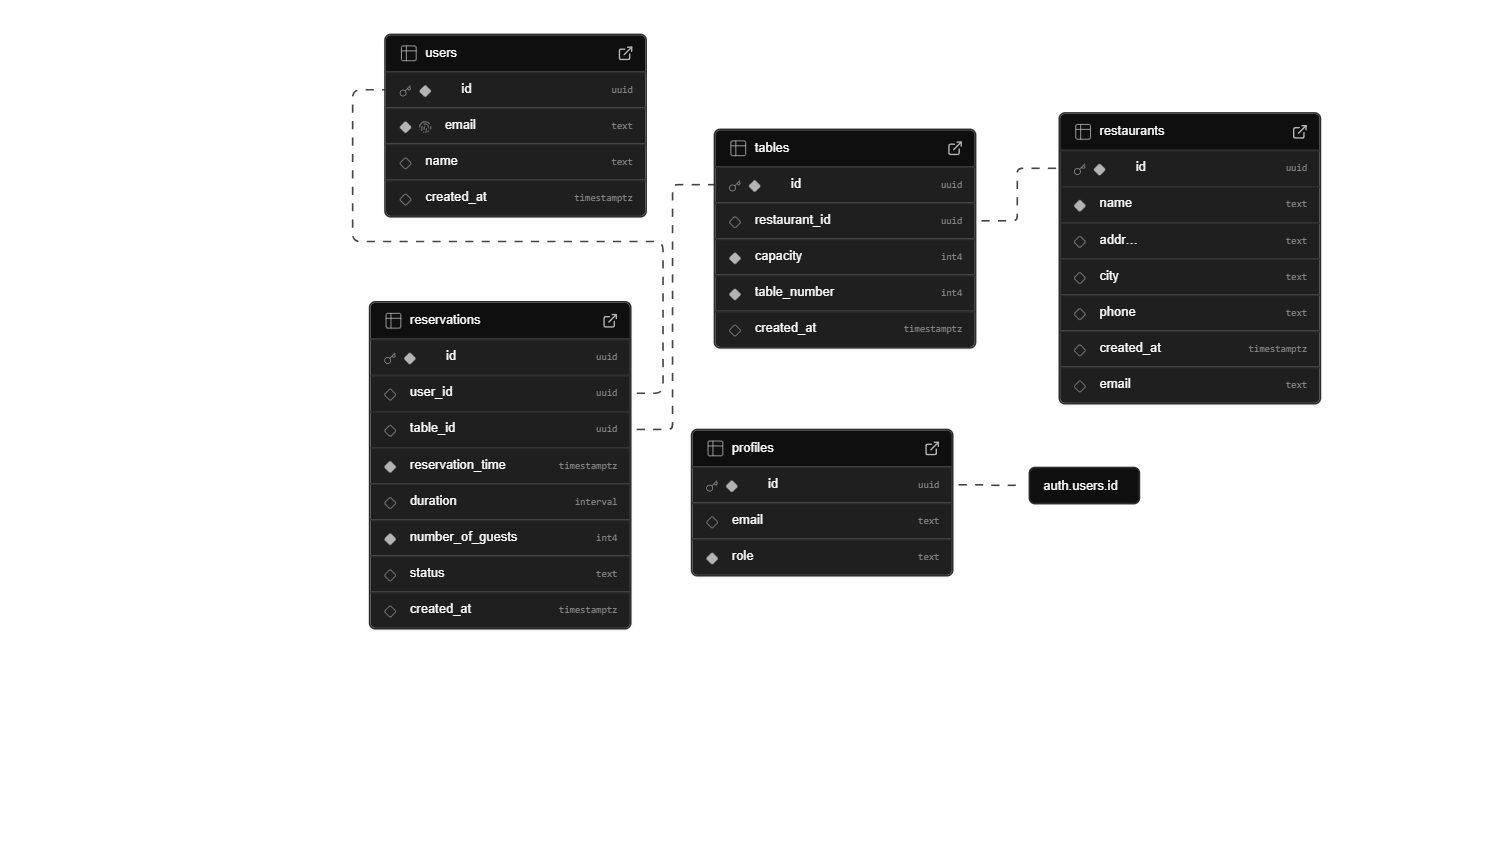 users
id uuid
email text
name text
created_at timestamptz
tables
id uuid
restaurant_id uuid
capacity int4
table_number int4
created_at timestamptz
restaurants
id uuid
name text
addr... text
city text
phone text
created_at timestamptz
email text
reservations
id uuid
user_id uuid
table_id uuid
reservation_time timestamptz
duration interval
number_of_guests int4
status text
created_at timestamptz
profiles
id uuid
email text
role text
auth.users.id